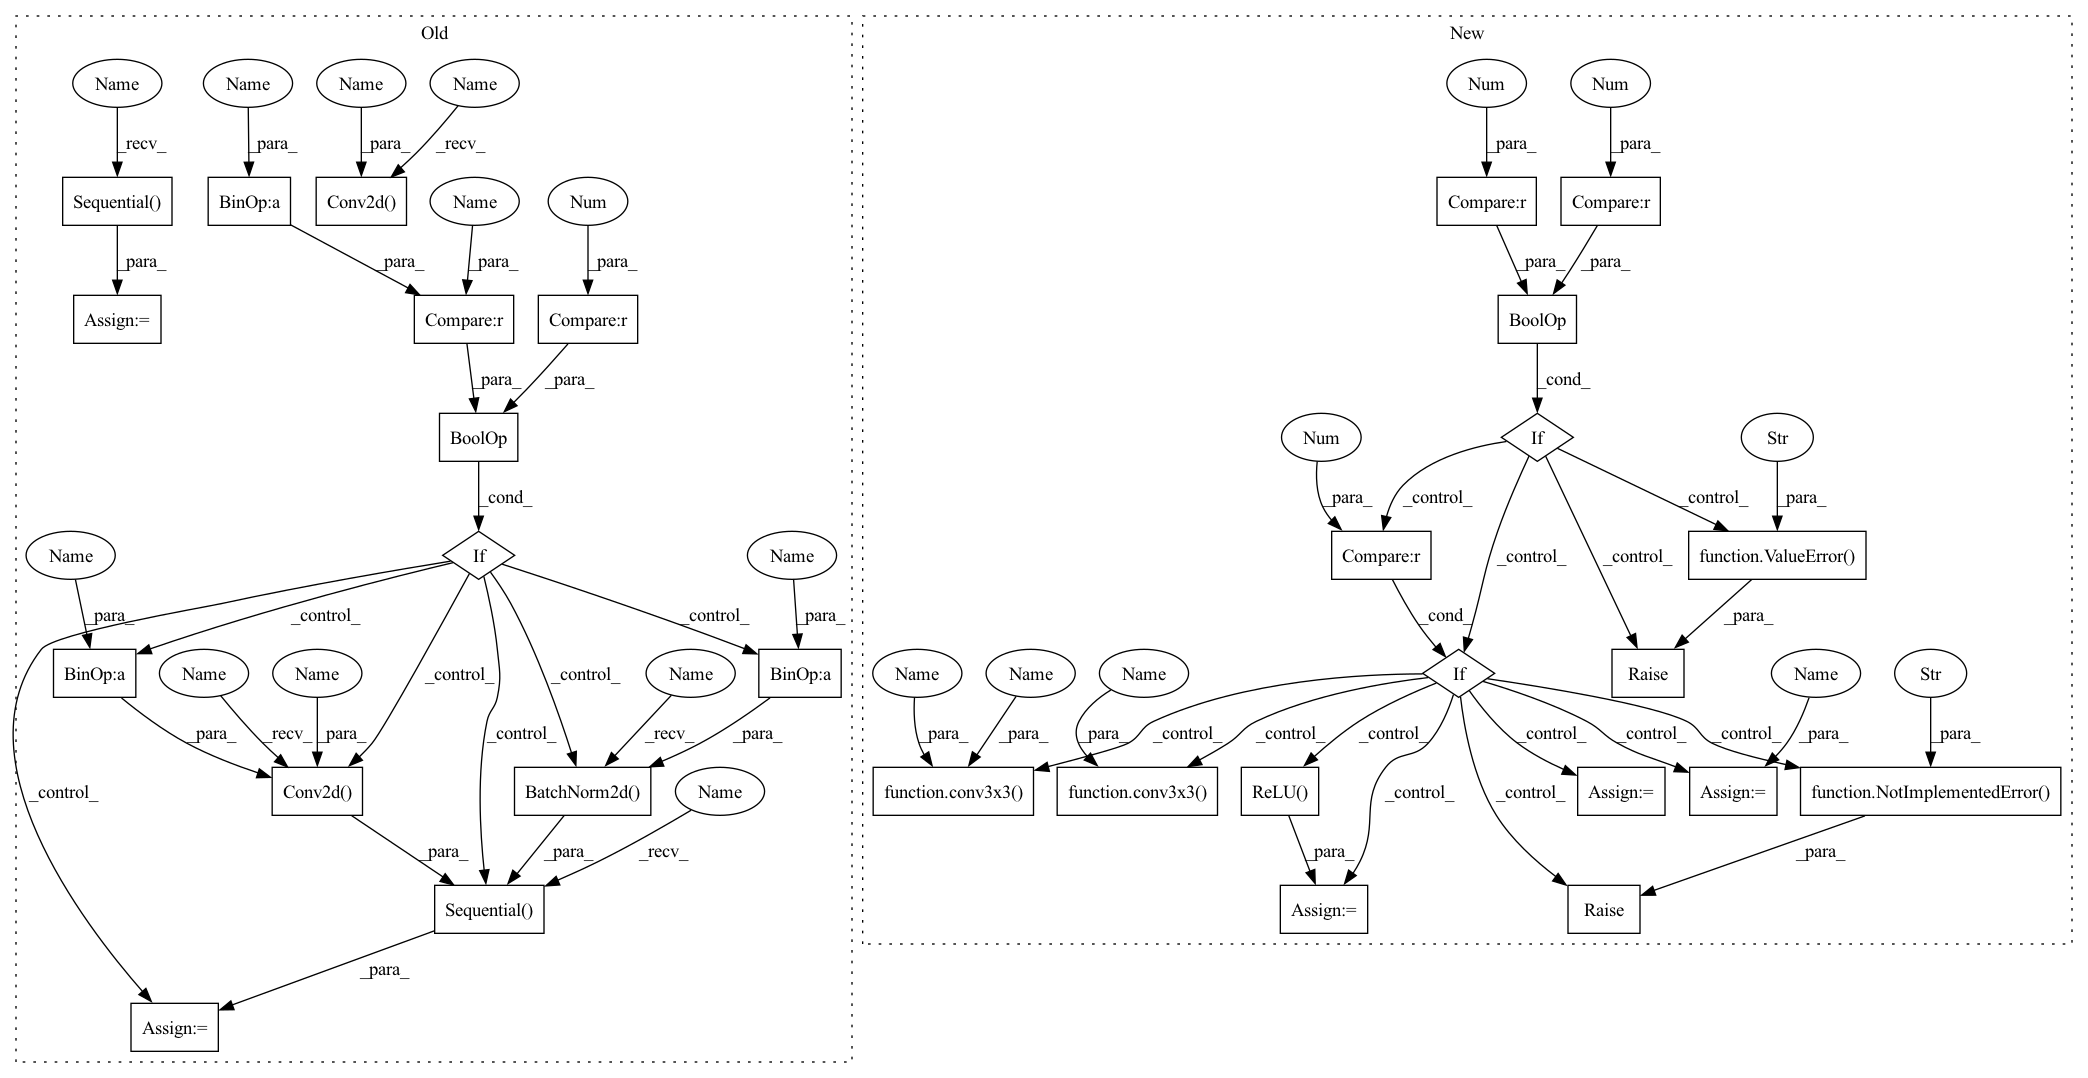 Old
New
Name
Name
Name
Name
Num
Num
_recv_
_para_
_para_
_recv_
_para_
_para_
Sequential()
BinOp:a
Conv2d()
Name
Num
Compare:r
Compare:r
_para_
_para_
_para_
_para_
_para_
_para_
Assign:=
Compare:r
Compare:r
BoolOp
_para_
_para_
_cond_
BoolOp
Num
If
Str
_cond_
_para_
_control_
_control_
_control_
_control_
_para_
Name
If
Name
Compare:r
function.ValueError()
_para_
_control_
_control_
_para_
_cond_
_para_
BinOp:a
Name
Name
_control_
_control_
Name
BinOp:a
Name
Name
Name
If
Raise
Name
Str
_para_
_recv_
_para_
_control_
_recv_
_para_
_para_
_para_
_para_
_control_
_control_
_control_
_control_
_control_
_control_
_control_
_para_
_control_
_para_
_control_
Conv2d()
BatchNorm2d()
Name
function.conv3x3()
function.conv3x3()
ReLU()
Assign:=
Assign:=
function.NotImplementedError()
_para_
_para_
_recv_
_para_
_para_
Sequential()
Assign:=
Raise
_para_
Assign:=